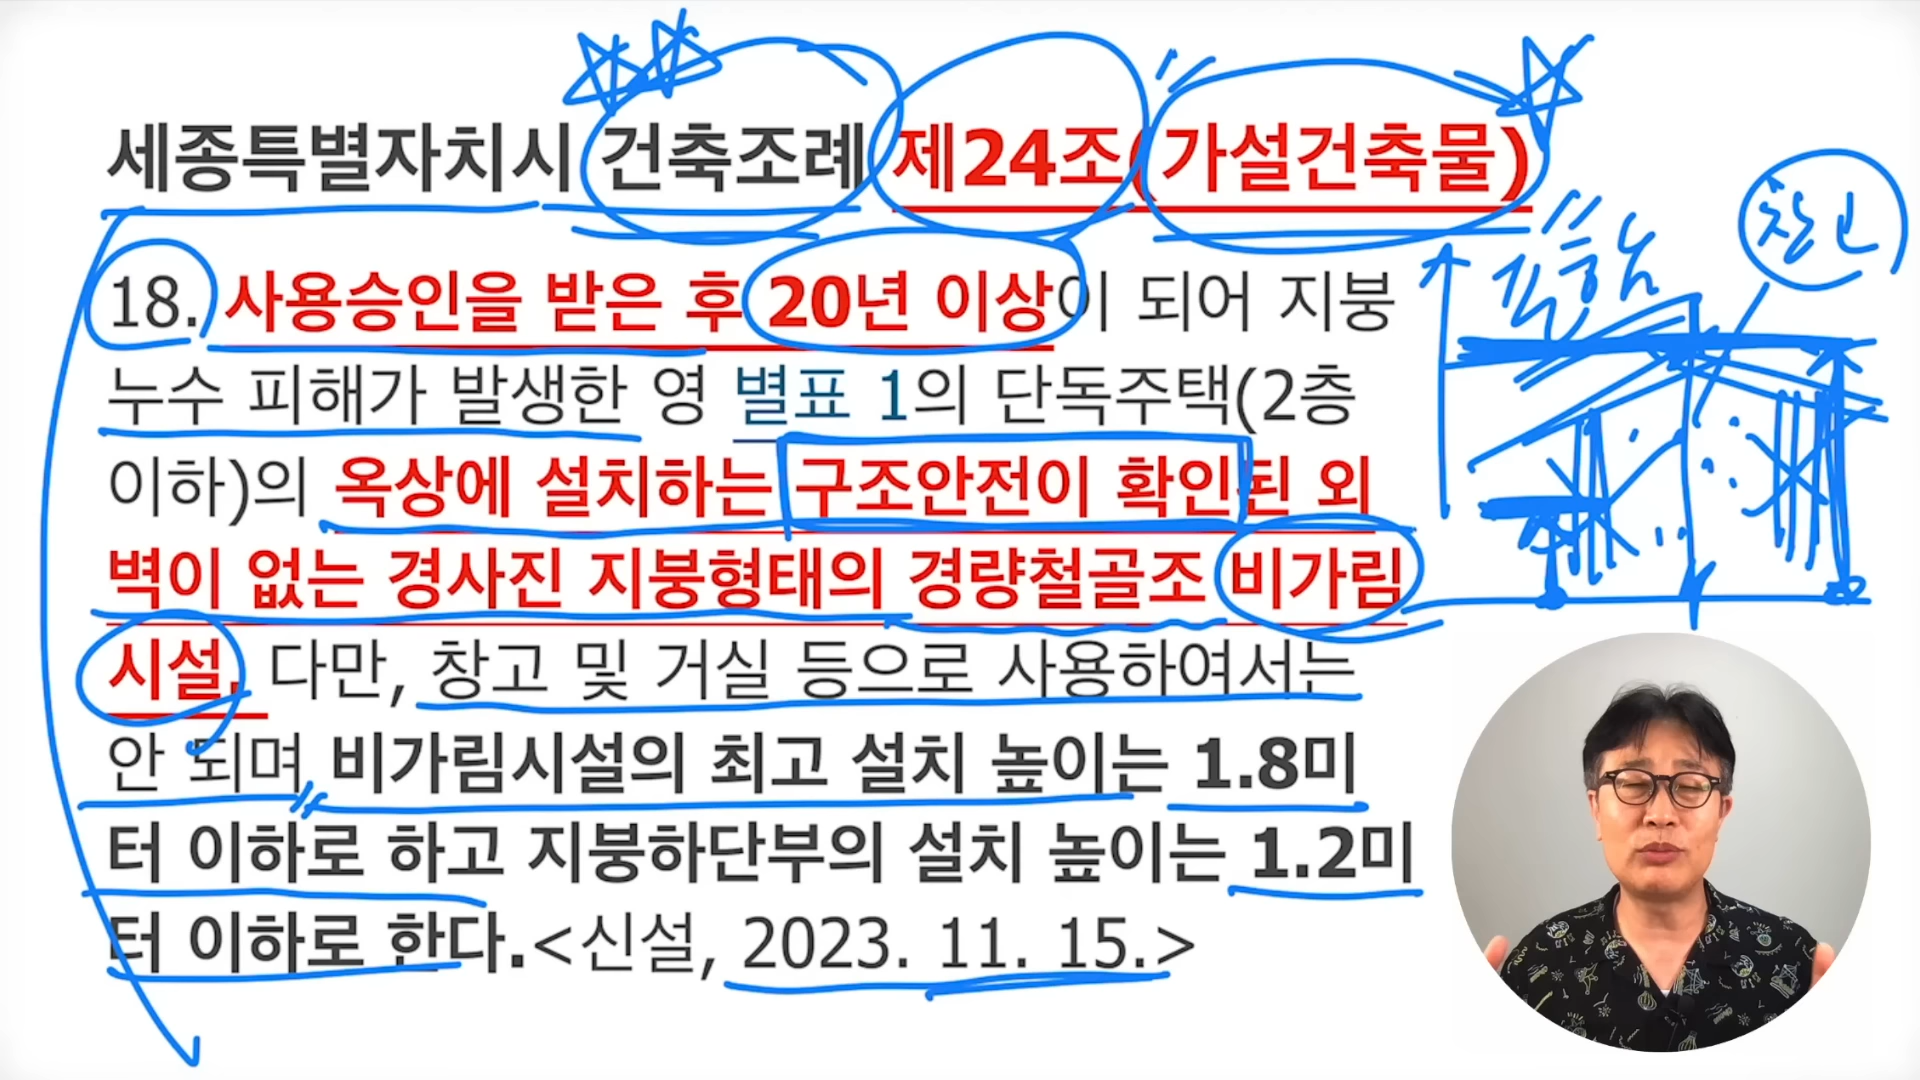 세종특별자치시 건축조례 제24조(가설건축물)
18. 사용승인을 받은 후 20년 이상이 되어 지붕
누수 피해가 발생한 영 별표 1의 단독주택(2층
이하)의 옥상에 설치하는 구조안전이 확인된 외
벽이 없는 경사진 지붕형태의 경량철골조 비가림
시설. 다만, 창고 및 거실 등으로 사용하여서는
안 되며, 비가림시설의 최고 설치 높이는 1.8미
터 이하로 하고 지붕하단부의 설치 높이는 1.2미
터 이하로 한다.<신설, 2023. 11. 15.>
창고